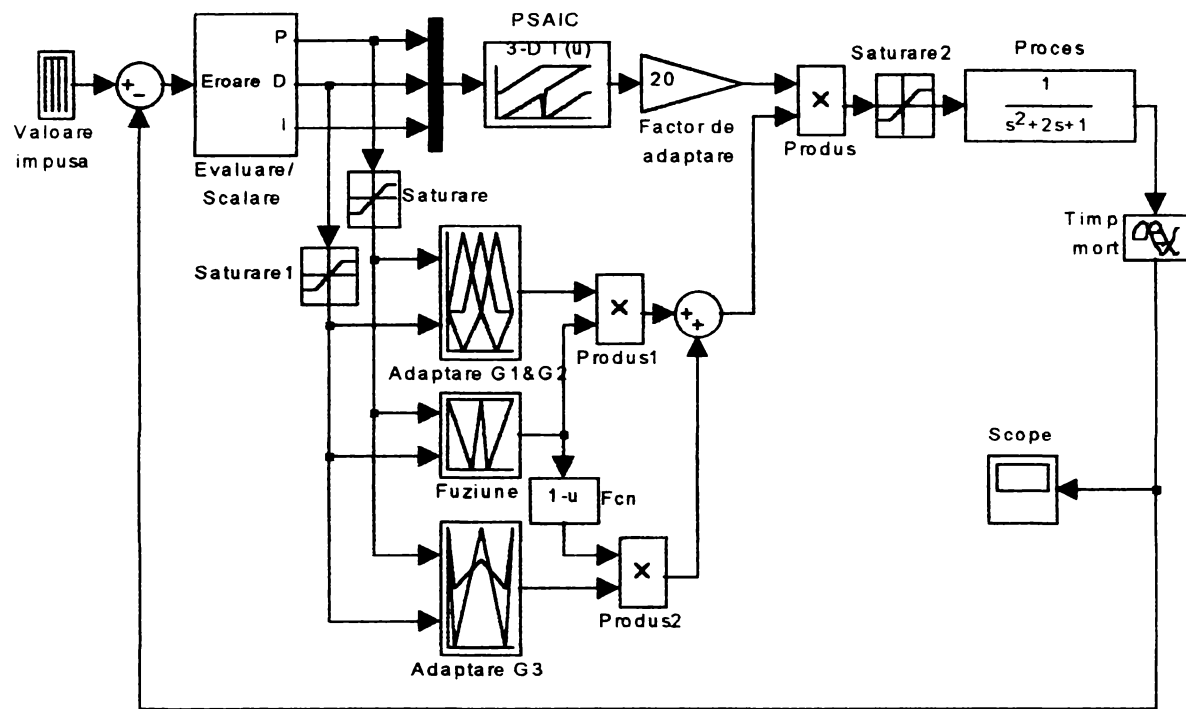 PSAIC
3-D T(u)
P
Eroare D
I
Evaluare/
Scalare
Valoare
impusa
+
−
20
Factor de
adaptare
×
Produs
Saturare2
Proces
1
s²+2s+1
Timp
mort
Saturare
Saturare1
Adaptare G1&G2
×
Produs1
+
+
Fuziune
1-u
Fcn
Scope
×
Produs2
Adaptare G3